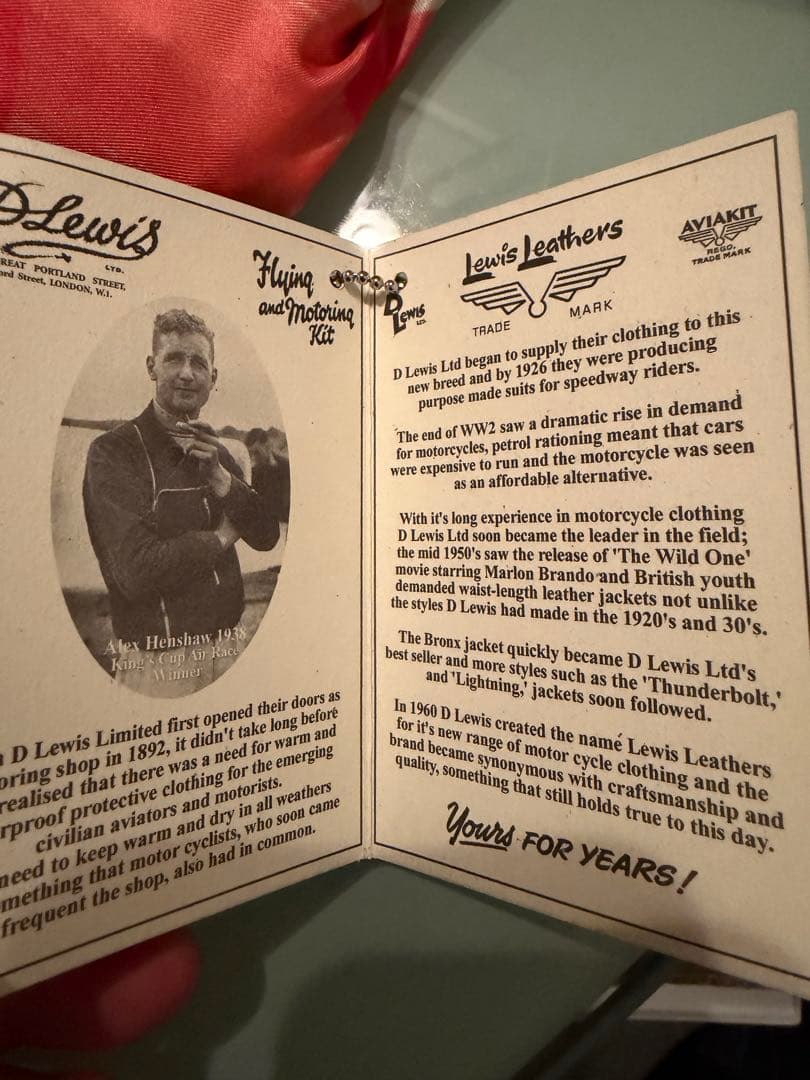 D Lewis
LTD.
REAT PORTLAND STREET,
ord Street, LONDON, W.1.
Flying
and Motoring
Kit
Alex Henshaw 1938
King's Cup Air Race
Winner
D Lewis Limited first opened their doors as
oring shop in 1892, it didn't take long before
realised that there was a need for warm and
rproof protective clothing for the emerging
civilian aviators and motorists.
need to keep warm and dry in all weathers
mething that motor cyclists, who soon came
frequent the shop, also had in common.
D Lewis
LTD.
Lewis Leathers
TRADE MARK
AVIAKIT
REGD.
TRADE MARK
D Lewis Ltd began to supply their clothing to this
new breed and by 1926 they were producing
purpose made suits for speedway riders.
The end of WW2 saw a dramatic rise in demand
for motorcycles, petrol rationing meant that cars
were expensive to run and the motorcycle was seen
as an affordable alternative.
With it's long experience in motorcycle clothing
D Lewis Ltd soon became the leader in the field;
the mid 1950's saw the release of 'The Wild One'
movie starring Marlon Brando and British youth
demanded waist-length leather jackets not unlike
the styles D Lewis had made in the 1920's and 30's.
The Bronx jacket quickly became D Lewis Ltd's
best seller and more styles such as the 'Thunderbolt,'
and 'Lightning,' jackets soon followed.
In 1960 D Lewis created the name Lewis Leathers
for it's new range of motor cycle clothing and the
brand became synonymous with craftsmanship and
quality, something that still holds true to this day.
Yours FOR YEARS!